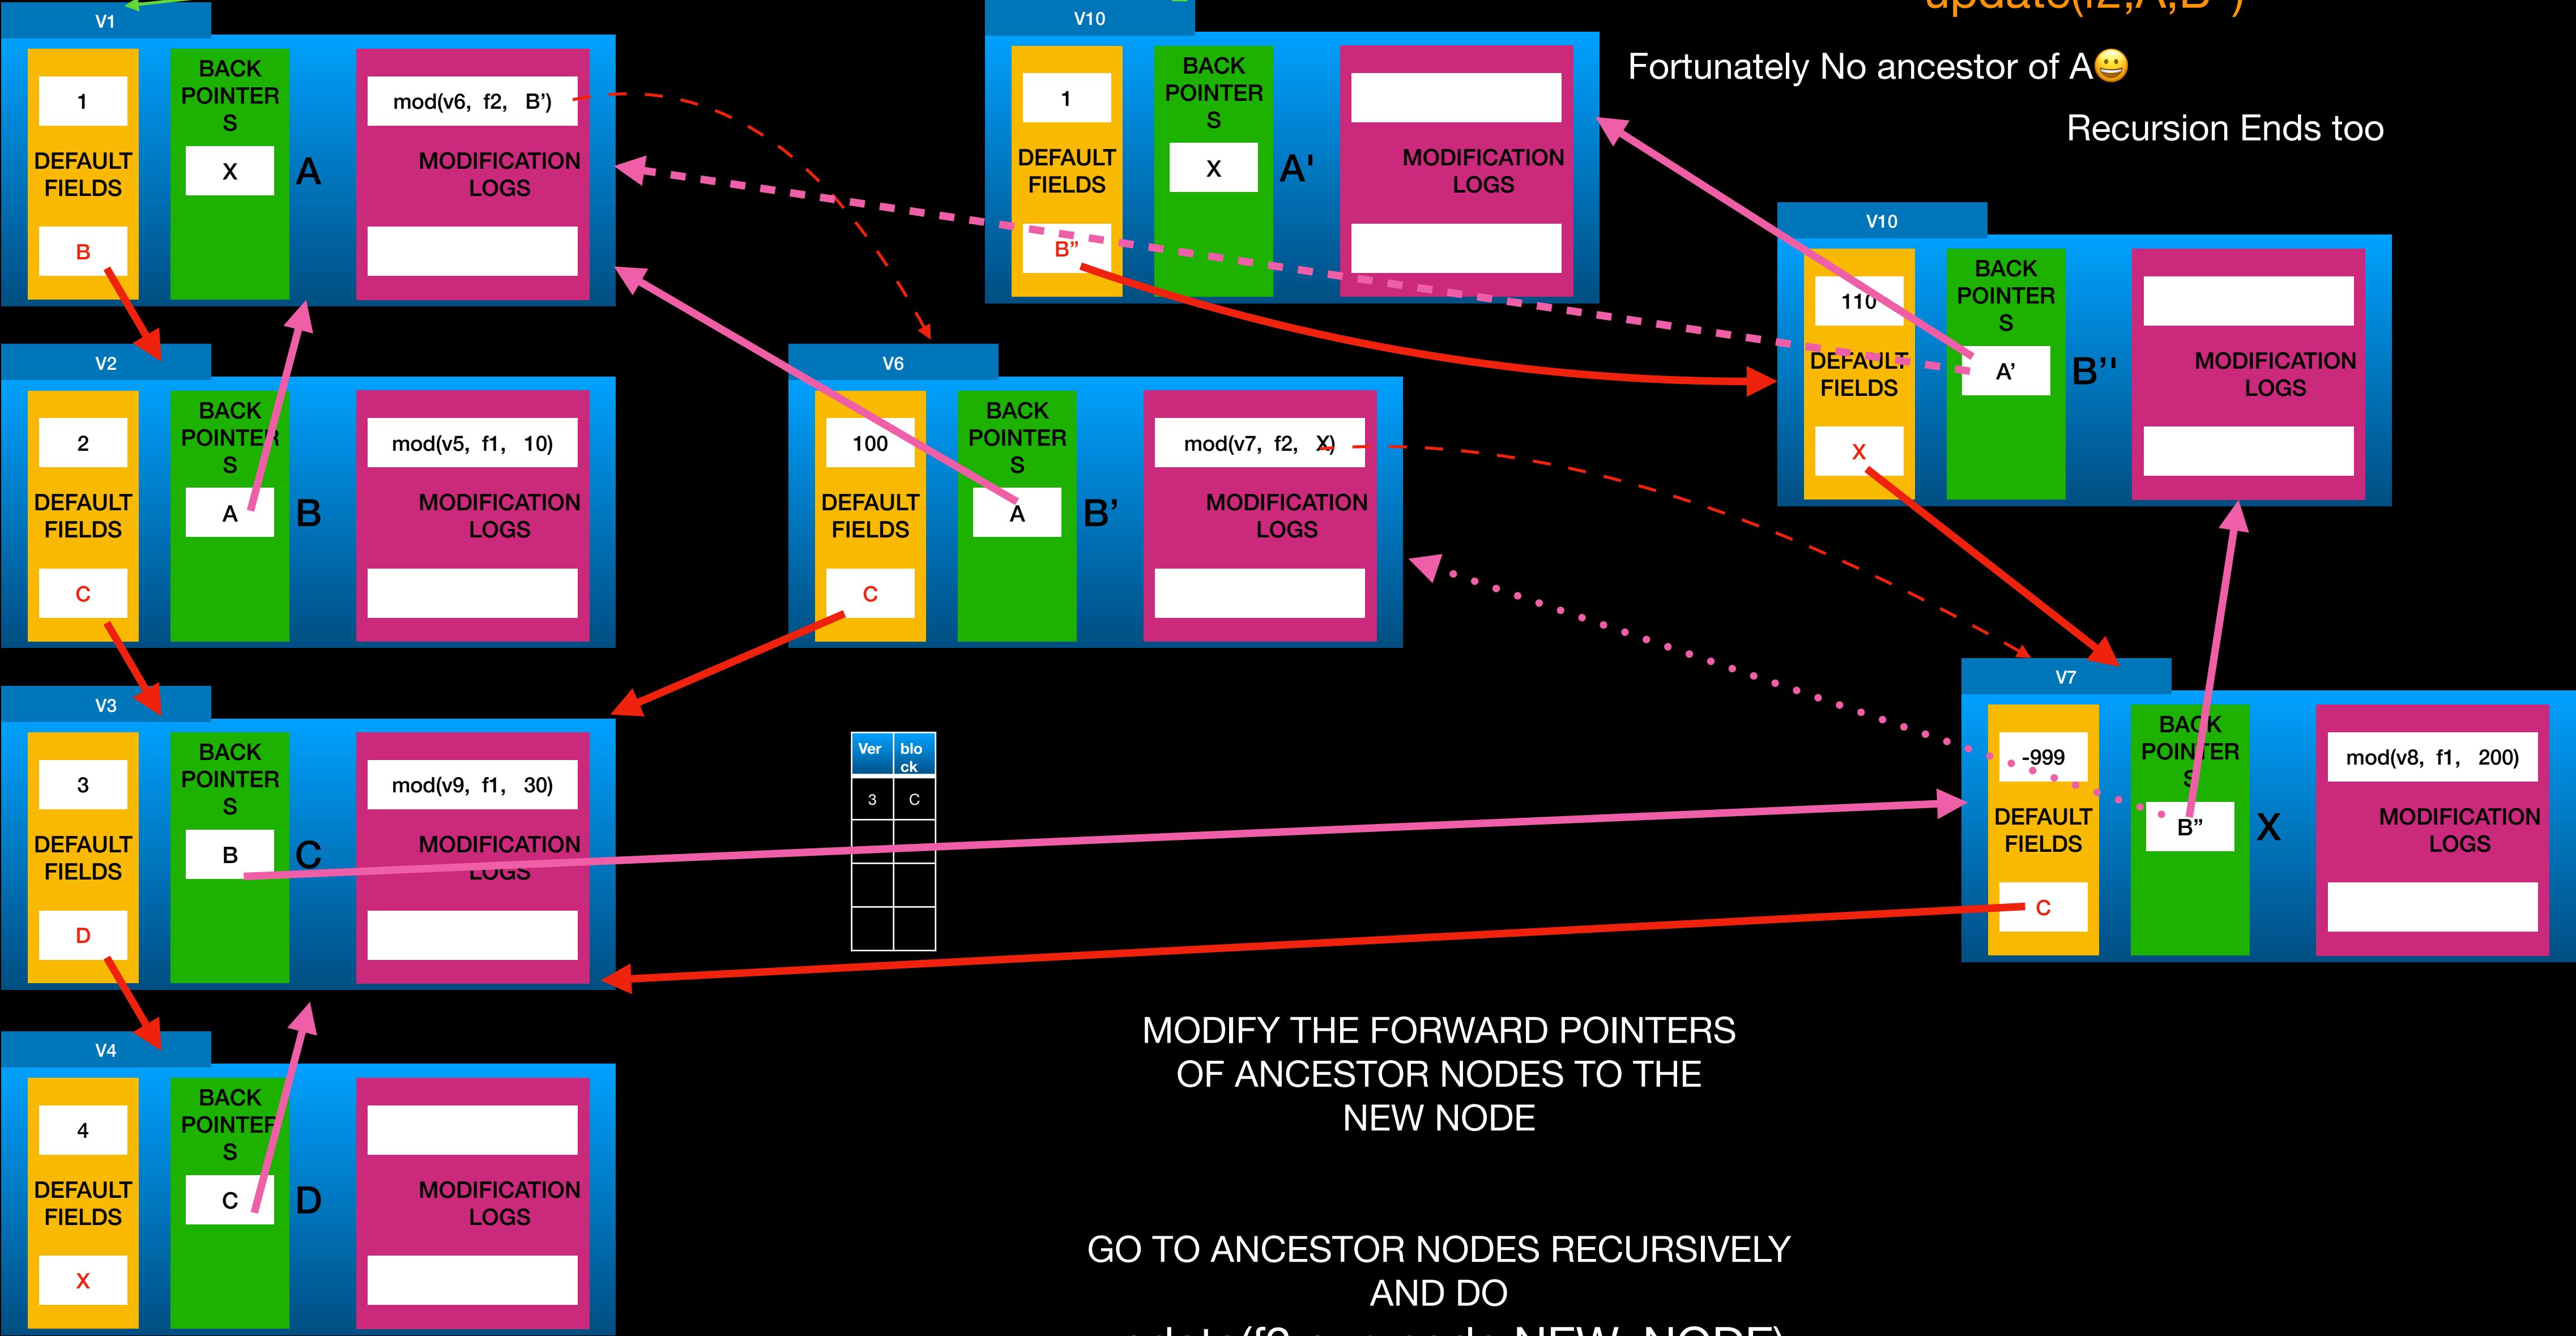 V1
1
DEFAULT
FIELDS
B
BACK
POINTER
S
X
A
mod(v6, f2, B’)
MODIFICATION
LOGS
V10
1
DEFAULT
FIELDS
B”
BACK
POINTER
S
X
A'
MODIFICATION
LOGS
update(f2,A,B”)
Fortunately No ancestor of A😀
Recursion Ends too
V10
110
DEFAULT
FIELDS
X
BACK
POINTER
S
A’
B’'
MODIFICATION
LOGS
V2
2
DEFAULT
FIELDS
C
BACK
POINTER
S
A
B
mod(v5, f1, 10)
MODIFICATION
LOGS
V6
100
DEFAULT
FIELDS
C
BACK
POINTER
S
A
B’
mod(v7, f2, X)
MODIFICATION
LOGS
V3
3
DEFAULT
FIELDS
D
BACK
POINTER
S
B
C
mod(v9, f1, 30)
MODIFICATION
LOGS
Ver blo
ck
3 C
V7
-999
DEFAULT
FIELDS
C
BACK
POINTER
S
B”
X
mod(v8, f1, 200)
MODIFICATION
LOGS
V4
4
DEFAULT
FIELDS
X
BACK
POINTER
S
C
D
MODIFICATION
LOGS
MODIFY THE FORWARD POINTERS
OF ANCESTOR NODES TO THE
NEW NODE
GO TO ANCESTOR NODES RECURSIVELY
AND DO
NEW_NODE)